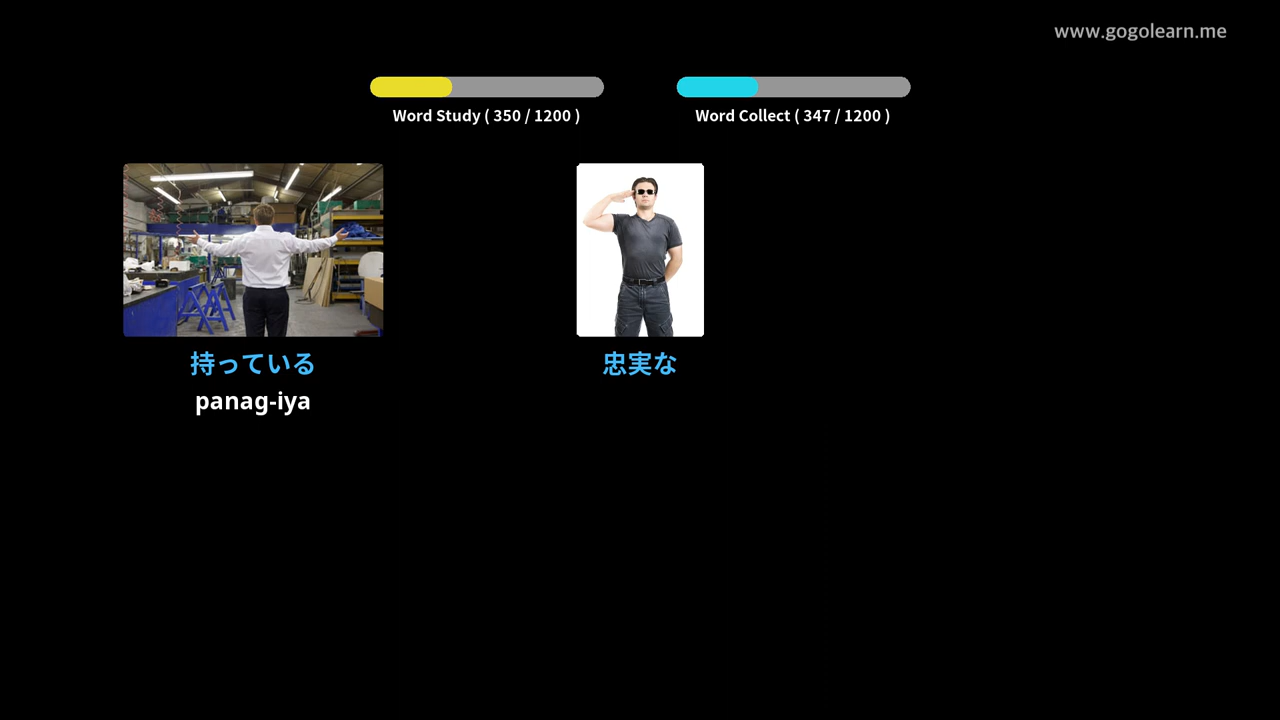 www.gogolearn.me
Word Study ( 350 / 1200 )
Word Collect ( 347 / 1200 )
持っている
panag-iya
忠実な